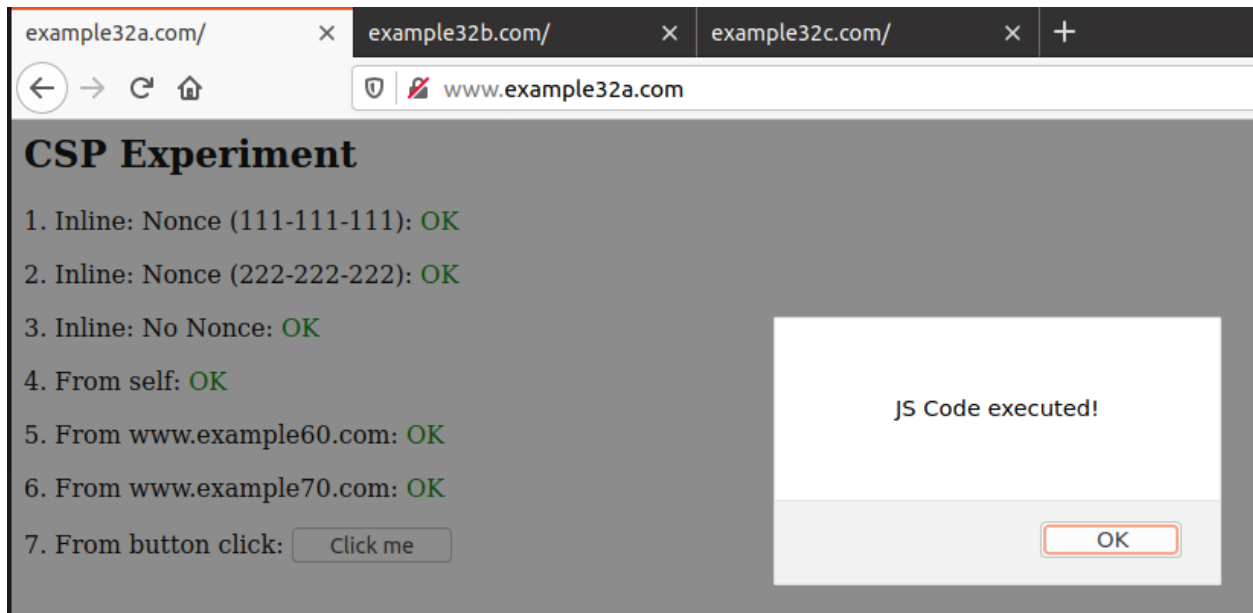 example32a.com/ × example32b.com/ × example32c.com/ × +
www.example32a.com
CSP Experiment
1. Inline: Nonce (111-111-111): OK
2. Inline: Nonce (222-222-222): OK
3. Inline: No Nonce: OK
4. From self: OK
5. From www.example60.com: OK
6. From www.example70.com: OK
7. From button click: Click me
JS Code executed!
OK